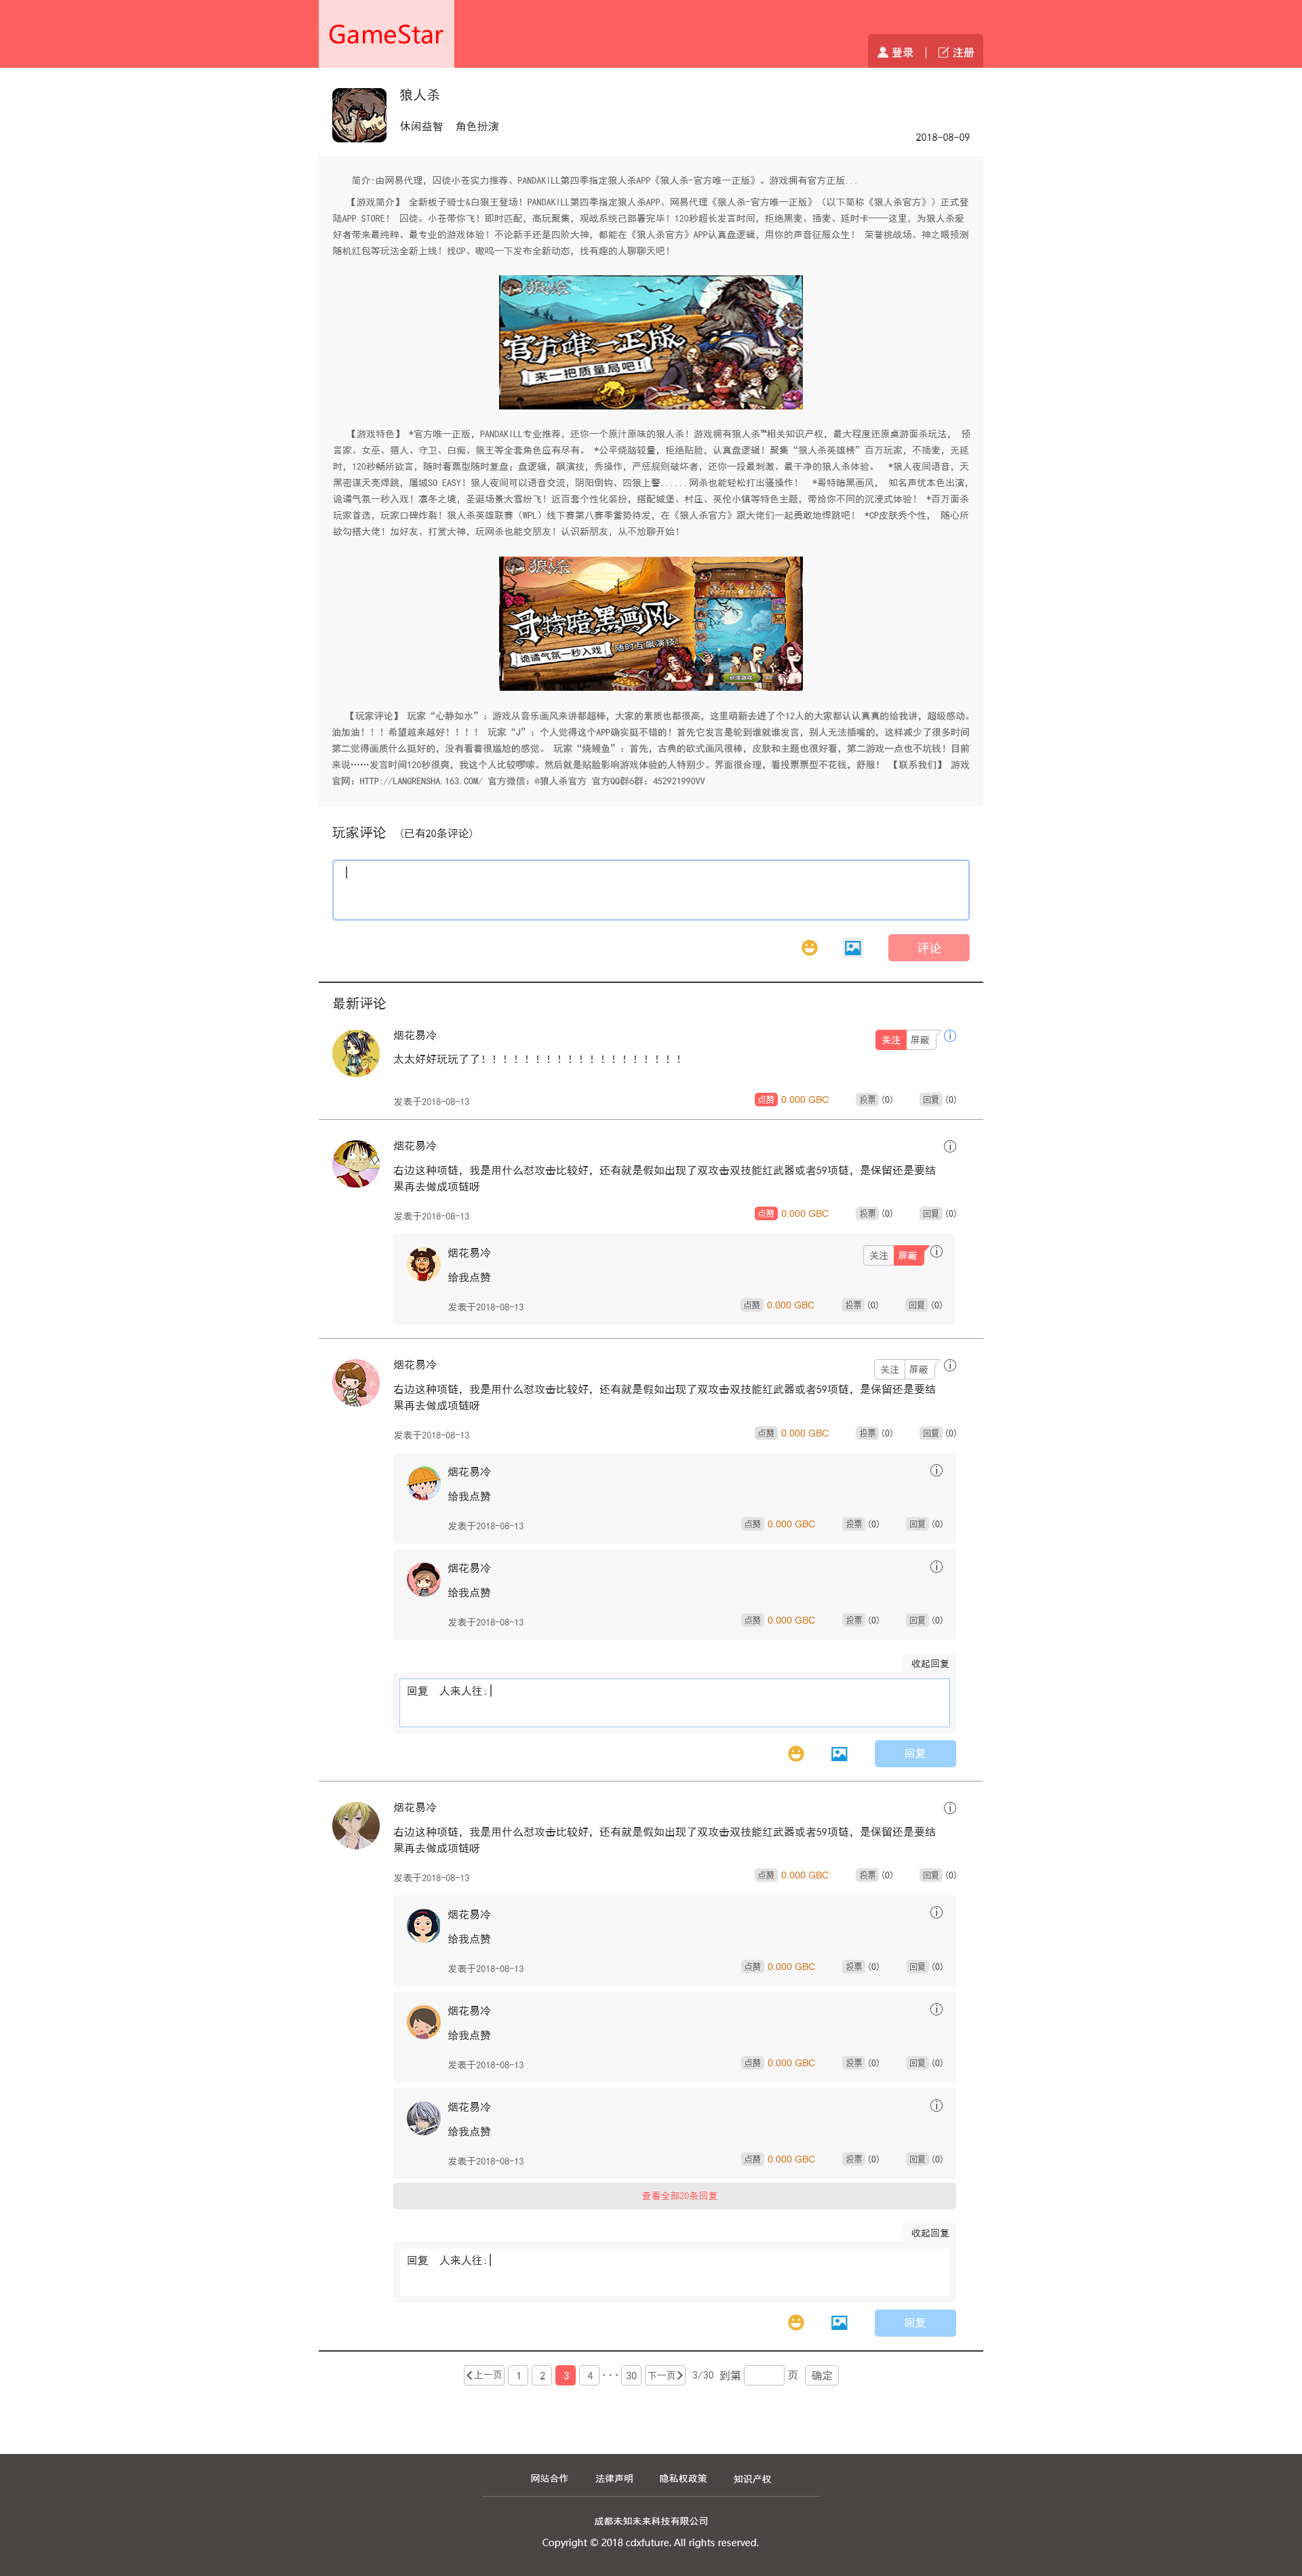 GameStar
登录 | 注册
狼人杀
休闲益智 角色扮演
2018-08-09
简介:由网易代理，囚徒小苍实力推荐、PANDAKILL第四季指定狼人杀APP《狼人杀-官方唯一正版》。游戏拥有官方正版...
【游戏简介】 全新板子骑士&白狼王登场！PANDAKILL第四季指定狼人杀APP、网易代理《狼人杀-官方唯一正版》（以下简称《狼人杀官方》）正式登
陆APP STORE！ 囚徒、小苍带你飞！即时匹配，高玩聚集，观战系统已部署完毕！120秒超长发言时间，拒绝黑麦、插麦、延时卡——这里，为狼人杀爱
好者带来最纯粹、最专业的游戏体验！不论新手还是四阶大神，都能在《狼人杀官方》APP认真盘逻辑，用你的声音征服众生！ 荣誉挑战场、神之眼预测
随机红包等玩法全新上线！找CP、嗷呜一下发布全新动态，找有趣的人聊聊天吧！
狼人杀
官方唯一正版
来一把质量局吧！
【游戏特色】 *官方唯一正版，PANDAKILL专业推荐，还你一个原汁原味的狼人杀！游戏拥有狼人杀™相关知识产权，最大程度还原桌游面杀玩法， 预
言家、女巫、猎人、守卫、白痴、狼王等全套角色应有尽有。 *公平烧脑较量，拒绝贴脸，认真盘逻辑！聚集“狼人杀英雄榜”百万玩家，不插麦，无延
时，120秒畅所欲言，随时看票型随时复盘；盘逻辑，飙演技，秀操作，严惩规则破坏者，还你一段最刺激、最干净的狼人杀体验。 *狼人夜间语音，天
黑密谋天亮焊跳，屠城SO EASY！狼人夜间可以语音交流，阴阳倒钩、四狼上警......网杀也能轻松打出骚操作！ *哥特暗黑画风， 知名声优本色出演，
诡谲气氛一秒入戏！凛冬之境，圣诞场景大雪纷飞！近百套个性化装扮，搭配城堡、村庄、英伦小镇等特色主题，带给你不同的沉浸式体验！ *百万面杀
玩家首选，玩家口碑炸裂！狼人杀英雄联赛（WPL）线下赛第八赛季蓄势待发，在《狼人杀官方》跟大佬们一起勇敢地悍跳吧！ *CP皮肤秀个性， 随心所
欲勾搭大佬！加好友、打赏大神，玩网杀也能交朋友！认识新朋友，从不尬聊开始！
狼人杀
哥特暗黑画风
诡谲气氛一秒入戏 随时互飙演技！
【玩家评论】 玩家“心静如水”：游戏从音乐画风来讲都超棒，大家的素质也都很高，这里萌新去进了个12人的大家都认认真真的给我讲，超级感动。
油加油！！！希望越来越好！！！！ 玩家“J”：个人觉得这个APP确实挺不错的！首先它发言是轮到谁就谁发言，别人无法插嘴的，这样减少了很多时间
第二觉得画质什么挺好的，没有看着很尴尬的感觉。 玩家“烧鳗鱼”：首先，古典的欧式画风很棒，皮肤和主题也很好看，第二游戏一点也不坑钱！目前
来说……发言时间120秒很爽，我这个人比较啰嗦。然后就是贴脸影响游戏体验的人特别少。界面很合理，看投票票型不花钱，舒服！ 【联系我们】 游戏
官网：HTTP://LANGRENSHA.163.COM/ 官方微信：@狼人杀官方 官方QQ群6群：452921990VV
玩家评论 (已有20条评论)
评论
最新评论
烟花易冷 关注 屏蔽
太太好好玩玩了了！！！！！！！！！！！！！！！！！！！
发表于2018-08-13 点赞 0.000 GBC 投票 (0) 回复 (0)
烟花易冷
右边这种项链，我是用什么怼攻击比较好，还有就是假如出现了双攻击双技能红武器或者59项链，是保留还是要结
果再去做成项链呀
发表于2018-08-13 点赞 0.000 GBC 投票 (0) 回复 (0)
烟花易冷 关注 屏蔽
给我点赞
发表于2018-08-13 点赞 0.000 GBC 投票 (0) 回复 (0)
烟花易冷 关注 屏蔽
右边这种项链，我是用什么怼攻击比较好，还有就是假如出现了双攻击双技能红武器或者59项链，是保留还是要结
果再去做成项链呀
发表于2018-08-13 点赞 0.000 GBC 投票 (0) 回复 (0)
烟花易冷
给我点赞
发表于2018-08-13 点赞 0.000 GBC 投票 (0) 回复 (0)
烟花易冷
给我点赞
发表于2018-08-13 点赞 0.000 GBC 投票 (0) 回复 (0)
收起回复
回复 人来人往:
回复
烟花易冷
右边这种项链，我是用什么怼攻击比较好，还有就是假如出现了双攻击双技能红武器或者59项链，是保留还是要结
果再去做成项链呀
发表于2018-08-13 点赞 0.000 GBC 投票 (0) 回复 (0)
烟花易冷
给我点赞
发表于2018-08-13 点赞 0.000 GBC 投票 (0) 回复 (0)
烟花易冷
给我点赞
发表于2018-08-13 点赞 0.000 GBC 投票 (0) 回复 (0)
烟花易冷
给我点赞
发表于2018-08-13 点赞 0.000 GBC 投票 (0) 回复 (0)
查看全部20条回复
收起回复
回复 人来人往:
回复
上一页 1 2 3 4 ··· 30 下一页 3/30 到第 页 确定
网站合作 法律声明 隐私权政策 知识产权
成都未知未来科技有限公司
Copyright © 2018 cdxfuture. All rights reserved.